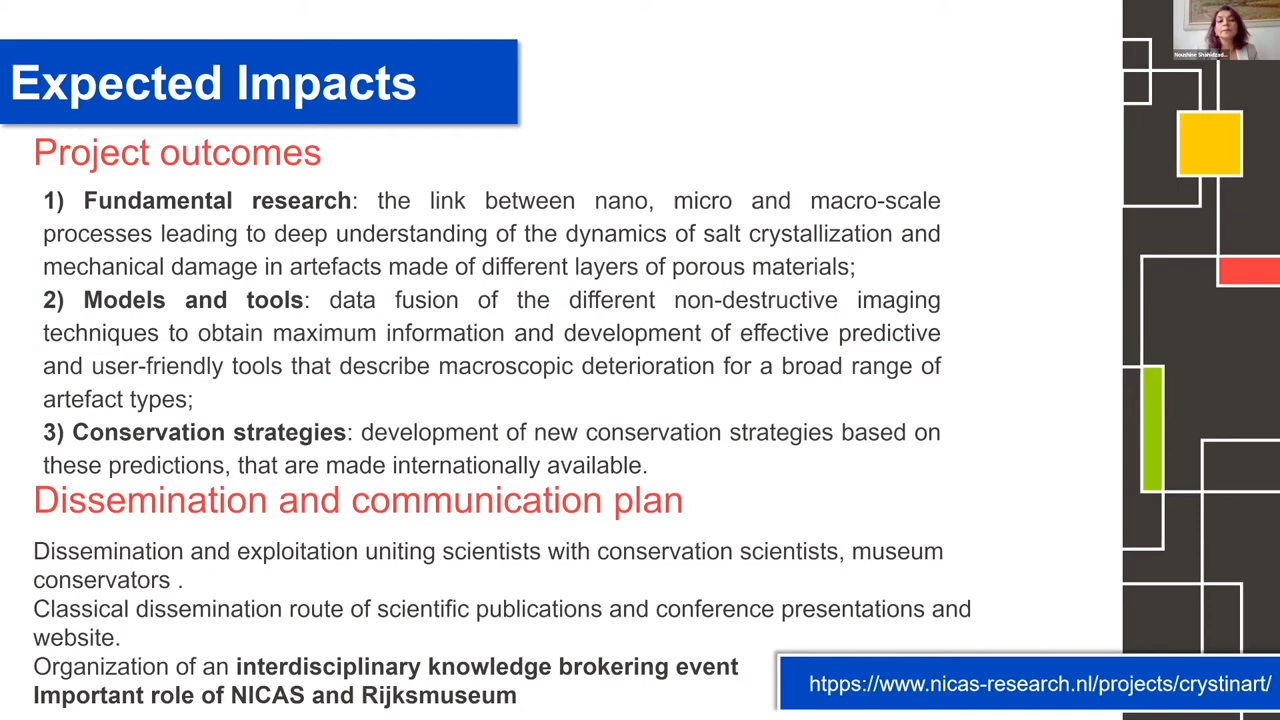 Expected Impacts
Project outcomes
1) Fundamental research: the link between nano, micro and macro-scale
processes leading to deep understanding of the dynamics of salt crystallization and
mechanical damage in artefacts made of different layers of porous materials;
2) Models and tools: data fusion of the different non-destructive imaging
techniques to obtain maximum information and development of effective predictive
and user-friendly tools that describe macroscopic deterioration for a broad range of
artefact types;
3) Conservation strategies: development of new conservation strategies based on
these predictions, that are made internationally available.
Dissemination and communication plan
Dissemination and exploitation uniting scientists with conservation scientists, museum
conservators .
Classical dissemination route of scientific publications and conference presentations and
website.
Organization of an interdisciplinary knowledge brokering event
Important role of NICAS and Rijksmuseum
htpps://www.nicas-research.nl/projects/crystinart/
Noushine Shahidzad...